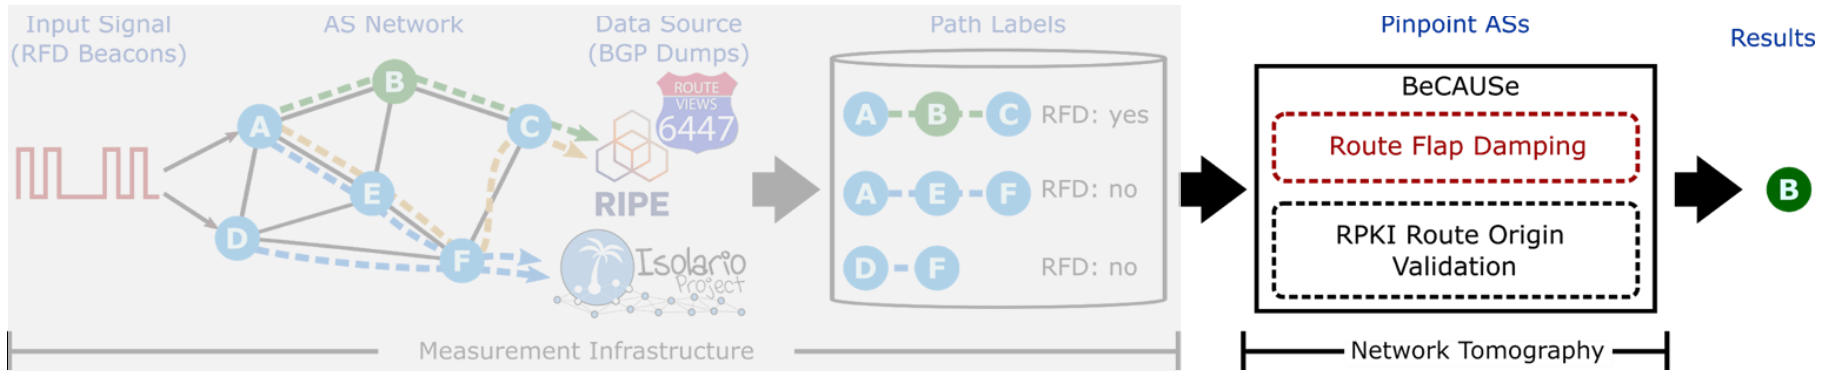 Input Signal
(RFD Beacons)
AS Network
Data Source
(BGP Dumps)
Path Labels
Pinpoint ASs
Results
A
B
C
D
E
F
ROUTE
VIEWS
6447
RIPE
Isolario
Project
A B C RFD: yes
A E F RFD: no
D F RFD: no
BeCAUSe
Route Flap Damping
RPKI Route Origin
Validation
B
Measurement Infrastructure
Network Tomography